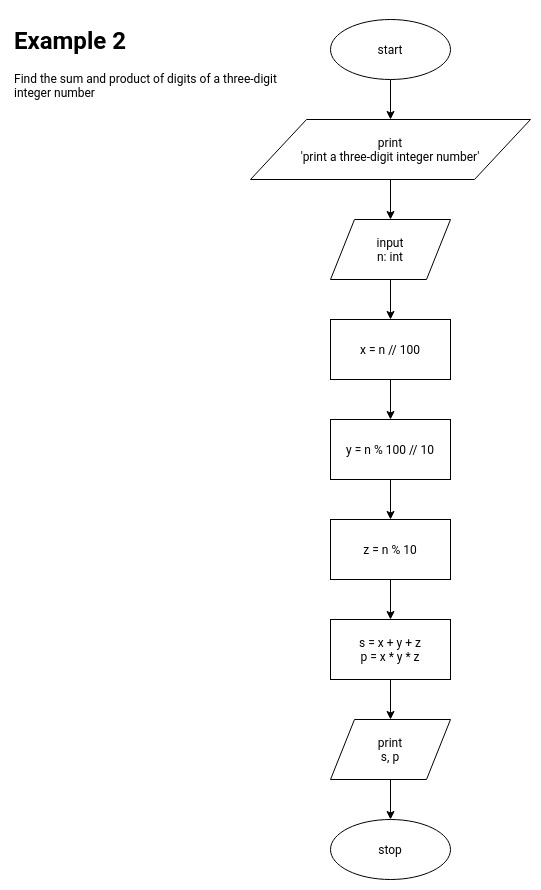 Example 2
Find the sum and product of digits of a three-digit
integer number
start
print
'print a three-digit integer number'
input
n: int
x = n // 100
y = n % 100 // 10
z = n % 10
s = x + y + z
p = x * y * z
print
s, p
stop